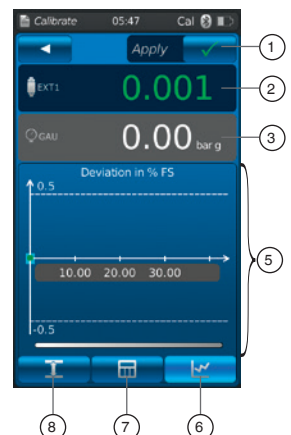 Calibrate 05:47 Cal
Apply
1
EXT1 0.001
2
GAU 0.00 bar g
3
Deviation in % FS
0.5
10.00 20.00 30.00
5
-0.5
8 7 6